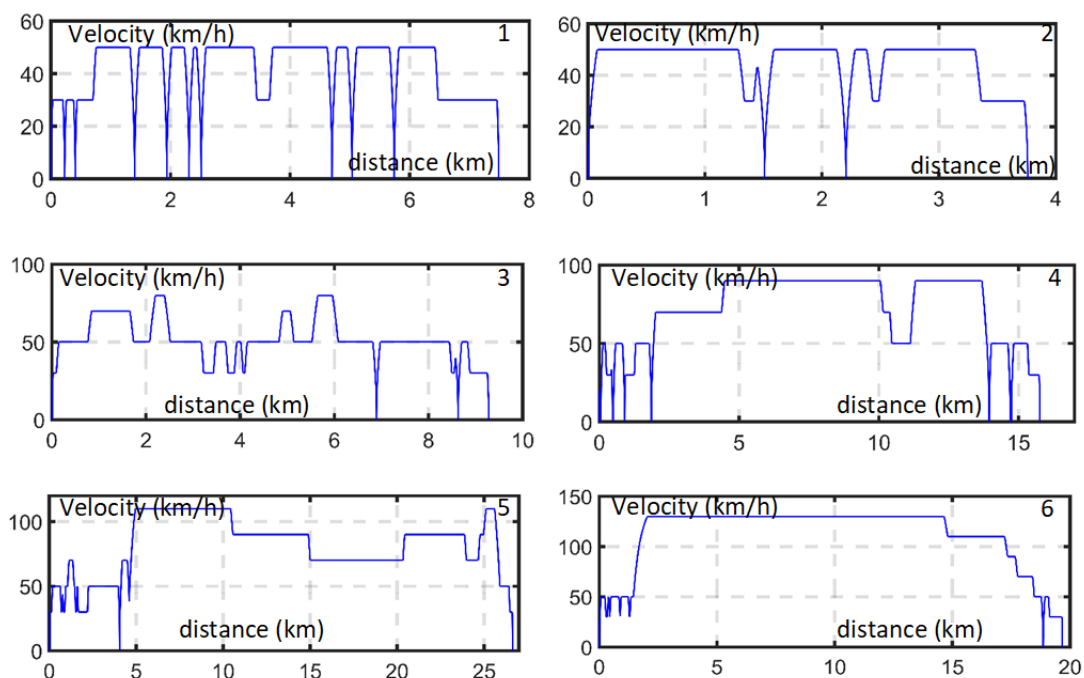 60 Velocity (km/h) 1
40
20
distance (km)
0
0 2 4 6 8
60 Velocity (km/h) 2
40
20
distance (km)
0
0 1 2 3 4
100 Velocity (km/h) 3
50
distance (km)
0
0 2 4 6 8 10
100 Velocity (km/h) 4
50
distance (km)
0
0 5 10 15
Velocity (km/h) 5
100
50
distance (km)
0
0 5 10 15 20 25
150 Velocity (km/h) 6
100
50
distance (km)
0
0 5 10 15 20